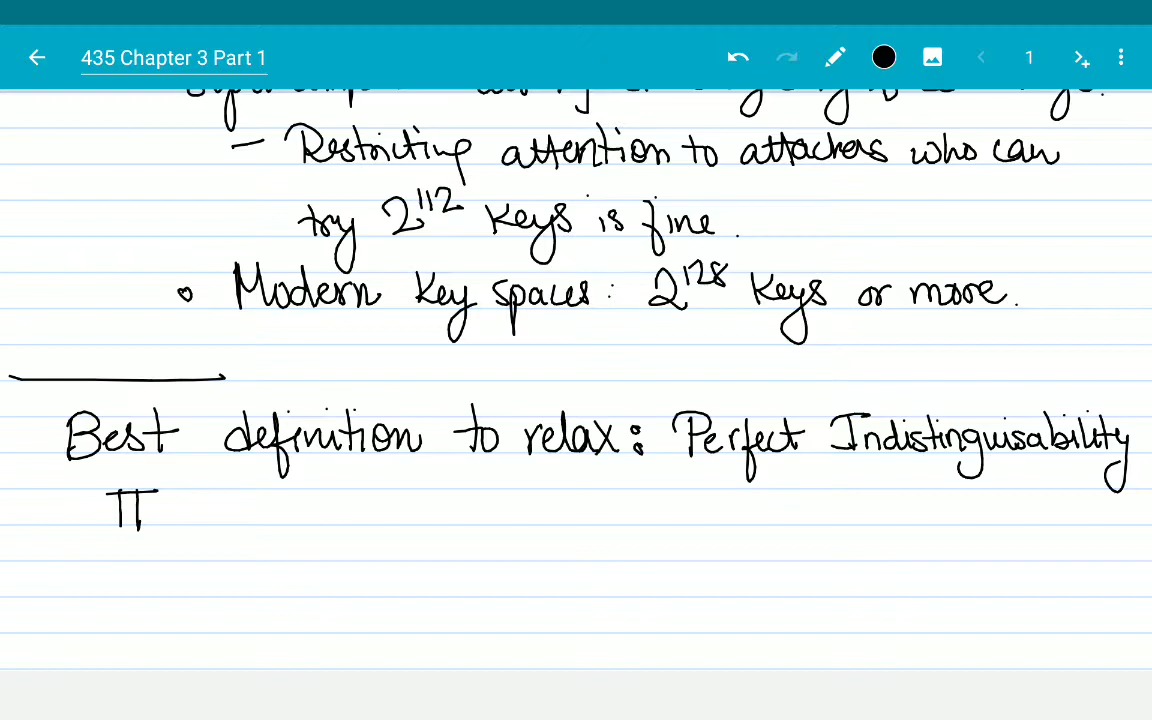 435 Chapter 3 Part 1
1
– Restricting attention to attackers who can
try 2^112 keys is fine.
• Modern key spaces: 2^128 keys or more.
Best definition to relax: Perfect Indistinguisability
Π